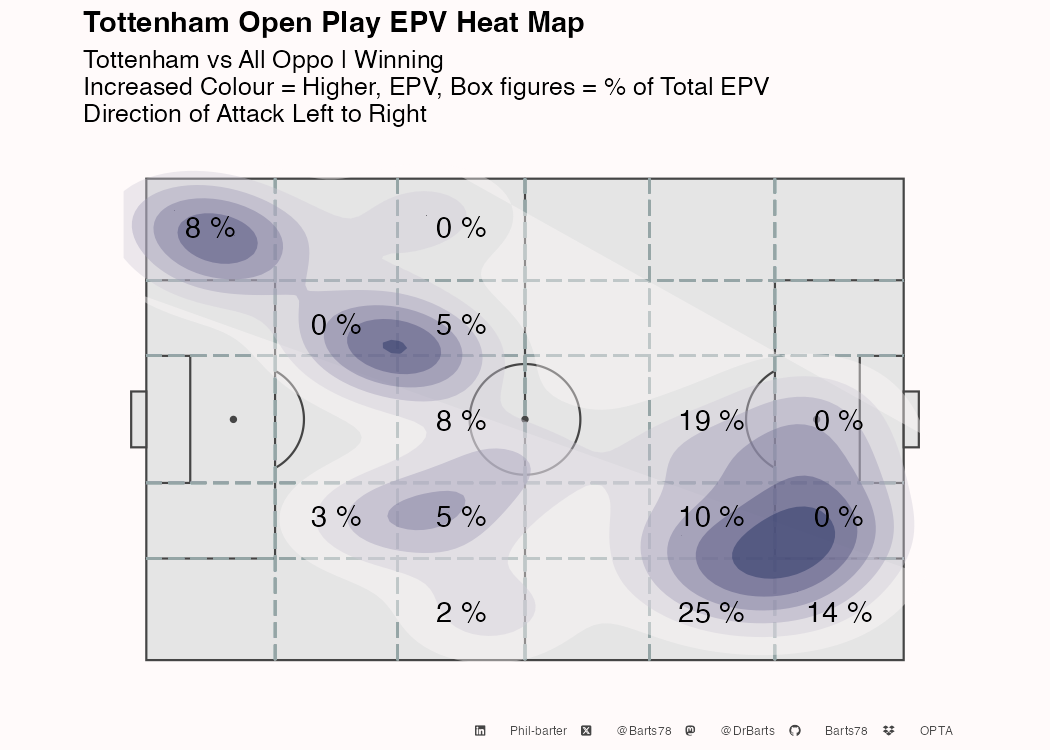 Tottenham Open Play EPV Heat Map
Tottenham vs All Oppo | Winning
Increased Colour = Higher, EPV, Box figures = % of Total EPV
Direction of Attack Left to Right
8 % 0 %
0 % 5 %
8 % 19 % 0 %
3 % 5 % 10 % 0 %
2 % 25 % 14 %
Phil-barter @Barts78 @DrBarts Barts78 OPTA